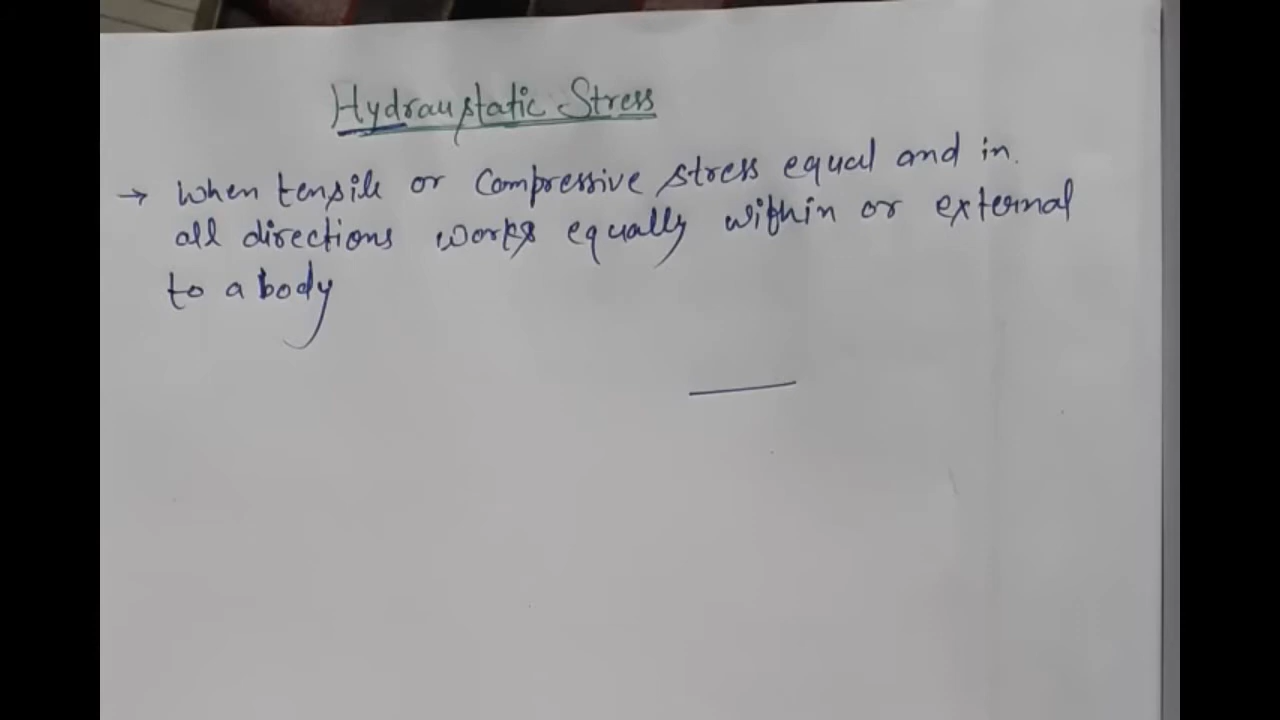 Hydraustatic Stress
→ When tensile or compressive stress equal and in
all directions works equally within or external
to a body